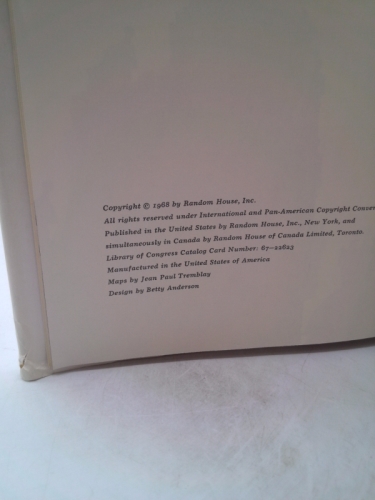 Copyright © 1968 by Random House, Inc.
All rights reserved under International and Pan-American Copyright Conven
Published in the United States by Random House, Inc., New York, and
simultaneously in Canada by Random House of Canada Limited, Toronto.
Library of Congress Catalog Card Number: 67-22623
Manufactured in the United States of America
Maps by Jean Paul Tremblay
Design by Betty Anderson